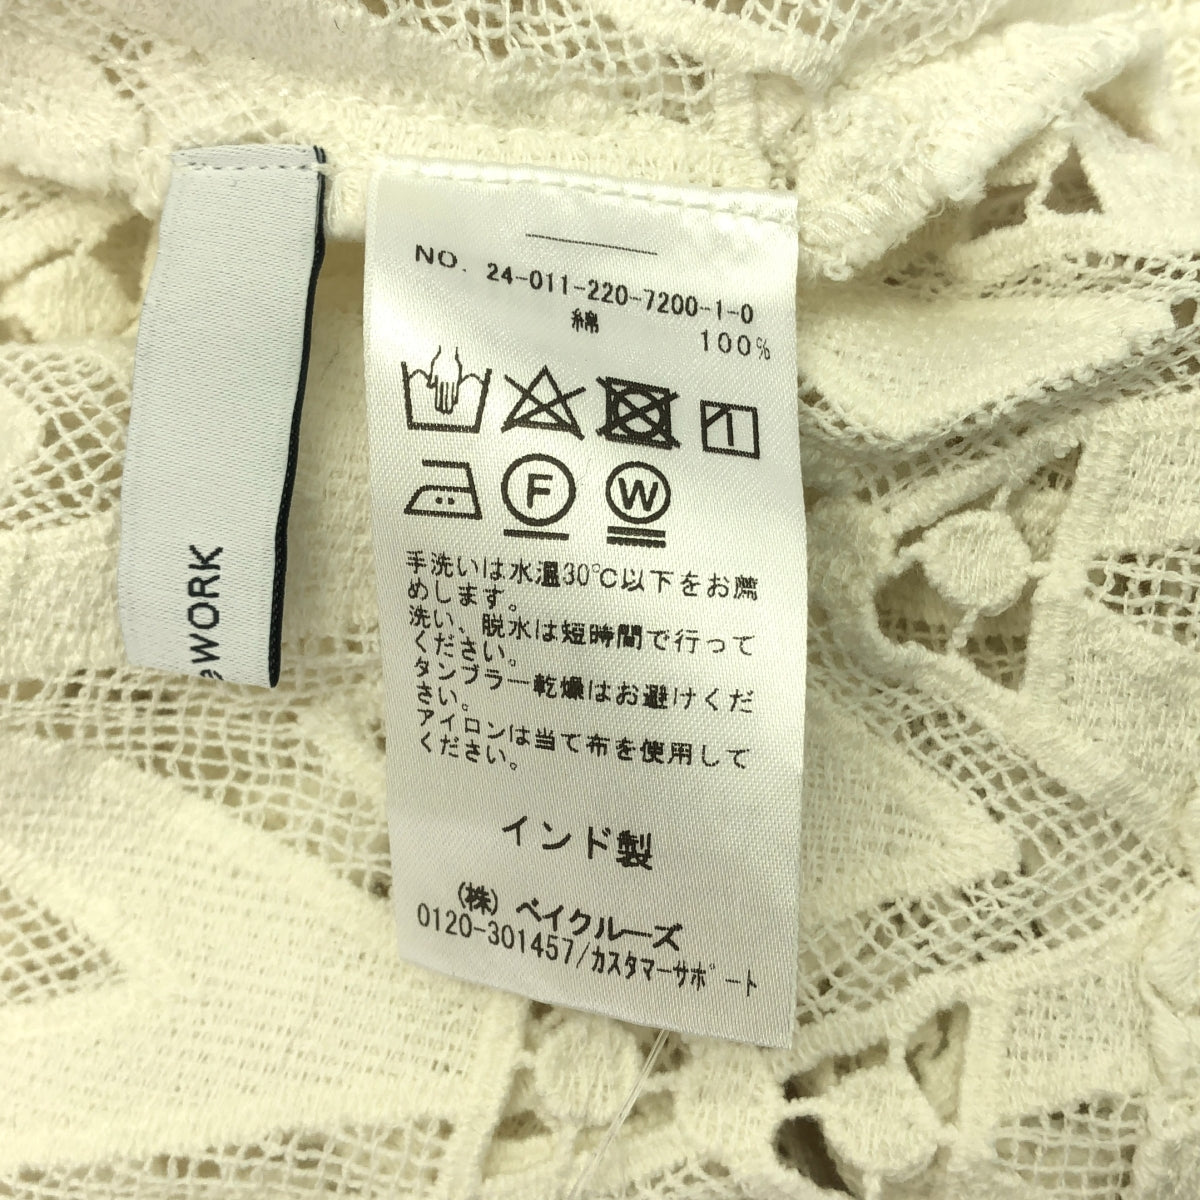 NO. 24-011-220-7200-1-0
綿 100%
F W
手洗いは水温30℃以下をお薦
めします。
洗い、脱水は短時間で行って
ください。
タンブラー乾燥はお避けくだ
さい。
アイロンは当て布を使用して
ください。
インド製
(株) ベイクルーズ
0120-301457/カスタマーサポート
eWORK